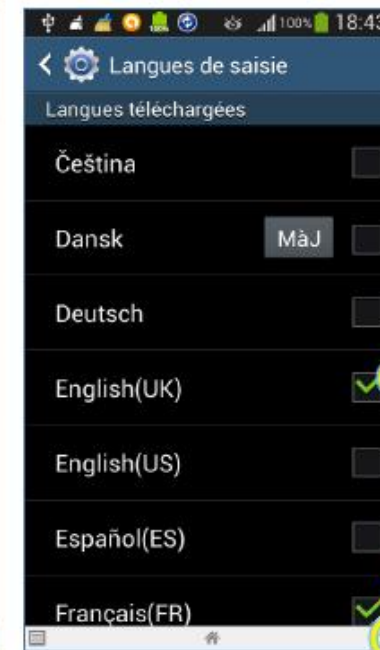 100% 18:43
Langues de saisie
Langues téléchargées
Čeština
Dansk MàJ
Deutsch
English(UK)
English(US)
Español(ES)
Français(FR)